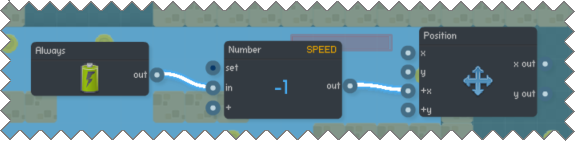 Always
out
Number SPEED
set
in
+
-1
out
Position
x
y
+x
+y
x out
y out